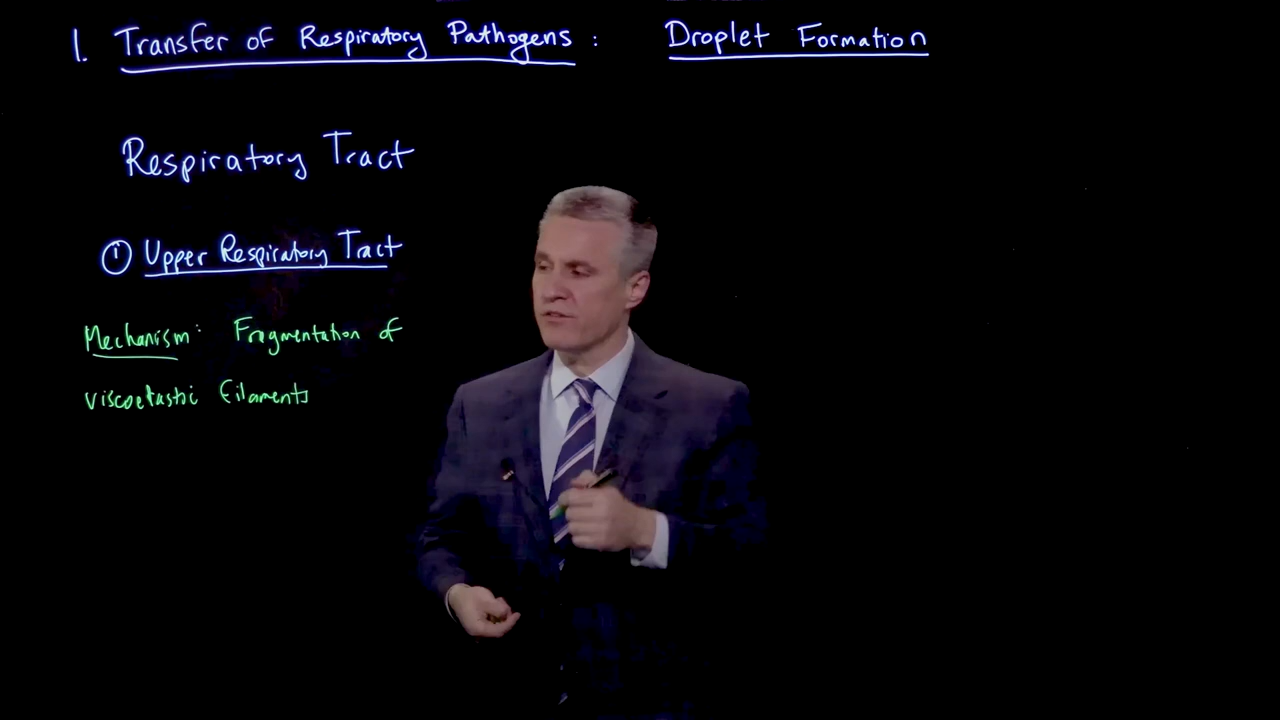 1. Transfer of Respiratory Pathogens : Droplet Formation
Respiratory Tract
① Upper Respiratory Tract
Mechanism: Fragmentation of
viscoelastic filaments